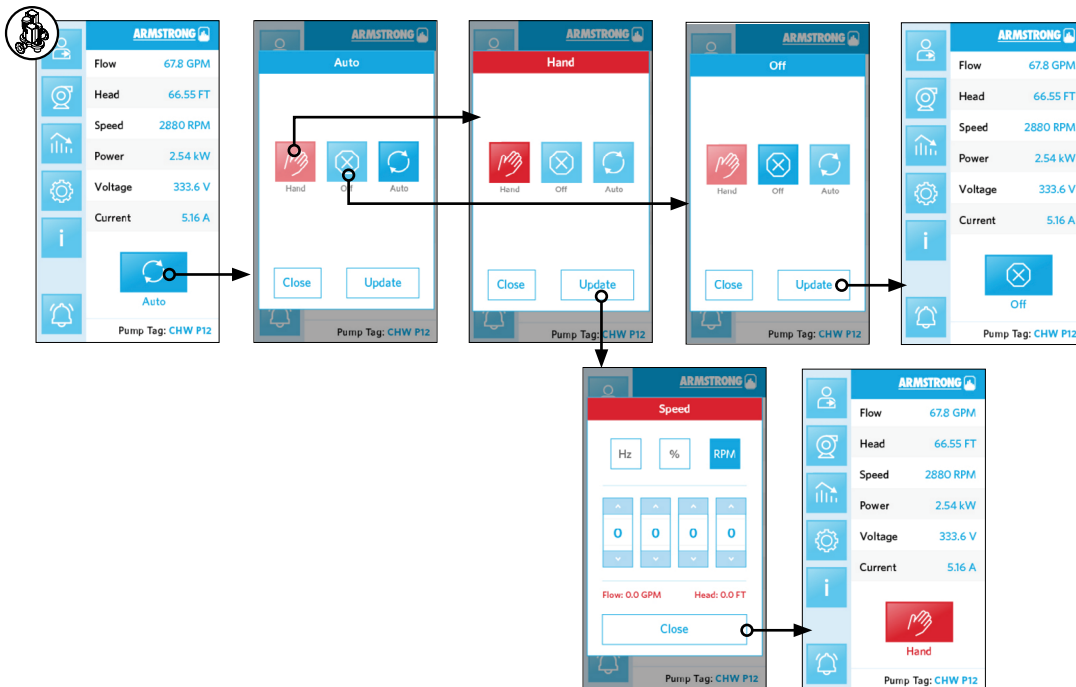 ARMSTRONG
Flow 67.8 GPM
Head 66.55 FT
Speed 2880 RPM
Power 2.54 kW
Voltage 333.6 V
Current 5.16 A
i
Auto
Pump Tag: CHW P12
ARMSTRONG
Auto
Hand Off Auto
Close Update
Pump Tag: CHW P12
ARMSTRONG
Hand
Hand Off Auto
Close Update
Pump Tag: CHW P12
ARMSTRONG
Off
Hand Off Auto
Close Update
Pump Tag: CHW P12
ARMSTRONG
Flow 67.8 GPM
Head 66.55 FT
Speed 2880 RPM
Power 2.54 kW
Voltage 333.6 V
Current 5.16 A
i
Off
Pump Tag: CHW P12
ARMSTRONG
Speed
Hz % RPM
0 0 0 0
Flow: 0.0 GPM Head: 0.0 FT
Close
Pump Tag: CHW P12
ARMSTRONG
Flow 67.8 GPM
Head 66.55 FT
Speed 2880 RPM
Power 2.54 kW
Voltage 333.6 V
Current 5.16 A
i
Hand
Pump Tag: CHW P12